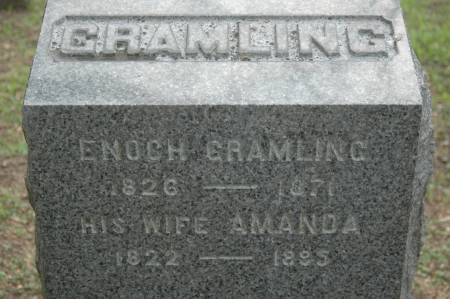 GRAMLING
ENOCH GRAMLING
1826 — 1871
HIS WIFE AMANDA
1822 — 1895